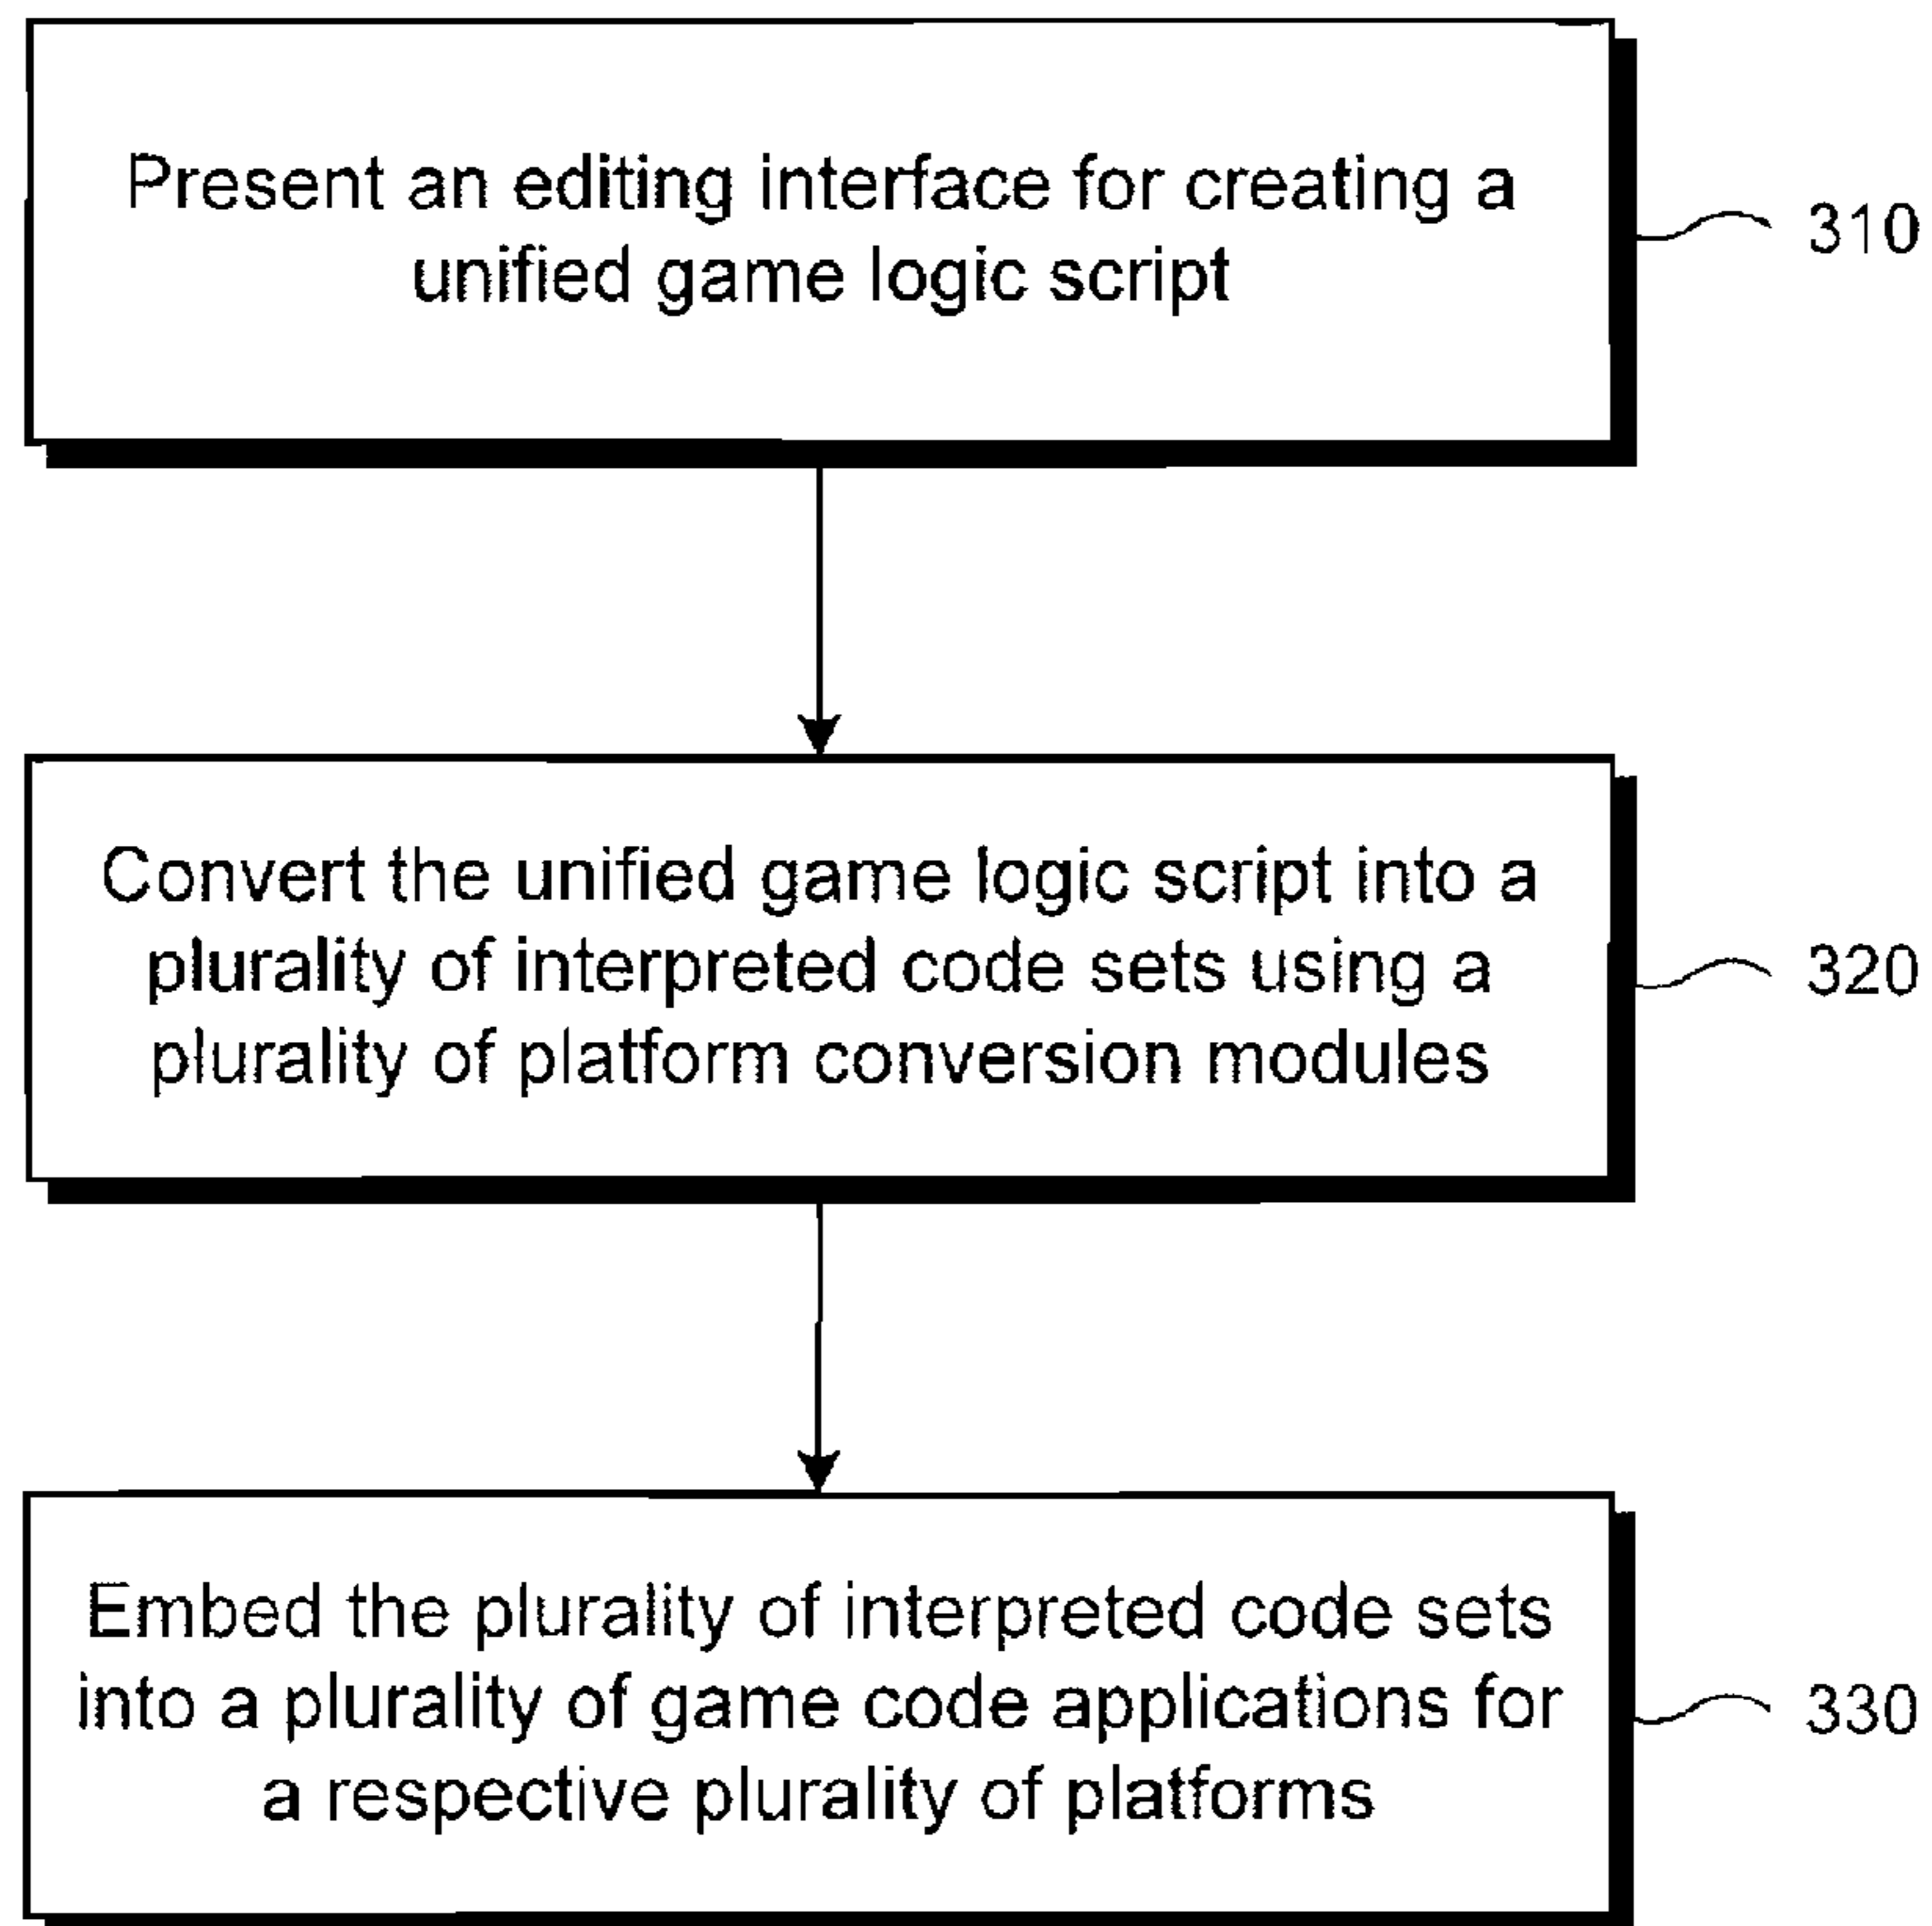 Present an editing interface for creating a
unified game logic script
310
Convert the unified game logic script into a
plurality of interpreted code sets using a
plurality of platform conversion modules
320
Embed the plurality of interpreted code sets
into a plurality of game code applications for
a respective plurality of platforms
330